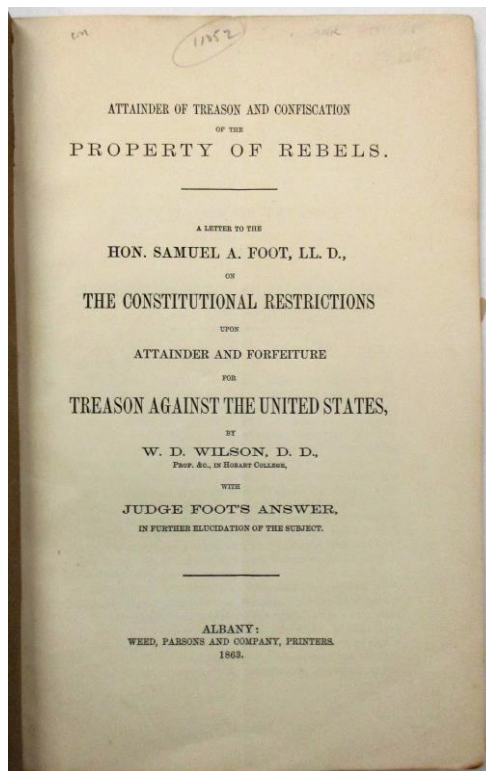 11852
ATTAINDER OF TREASON AND CONFISCATION
OF THE
PROPERTY OF REBELS.
A LETTER TO THE
HON. SAMUEL A. FOOT, LL. D.,
ON
THE CONSTITUTIONAL RESTRICTIONS
UPON
ATTAINDER AND FORFEITURE
FOR
TREASON AGAINST THE UNITED STATES,
BY
W. D. WILSON, D. D.,
PROF. &C., IN HOBART COLLEGE,
WITH
JUDGE FOOT'S ANSWER,
IN FURTHER ELUCIDATION OF THE SUBJECT.
ALBANY:
WEED, PARSONS AND COMPANY, PRINTERS.
1863.